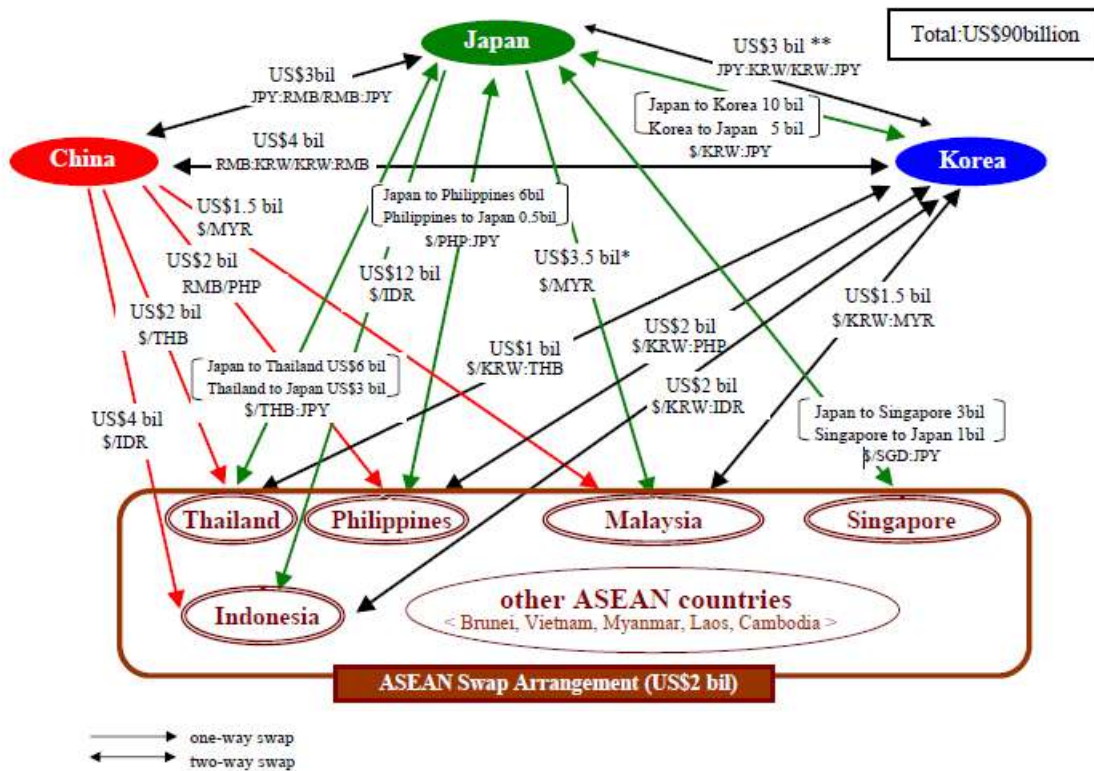 Japan
Total:US$90billion
US$3 bil **
JPY:KRW/KRW:JPY
US$3bil
JPY:RMB/RMB:JPY
Japan to Korea 10 bil
Korea to Japan 5 bil
$/KRW:JPY
US$4 bil
RMB:KRW/KRW:RMB
China
Korea
US$1.5 bil
$/MYR
Japan to Philippines 6bil
Philippines to Japan 0.5bil
$/PHP:JPY
US$2 bil
RMB/PHP
US$12 bil
$/IDR
US$3.5 bil*
$/MYR
US$1.5 bil
$/KRW:MYR
US$2 bil
$/THB
US$1 bil
$/KRW:THB
US$2 bil
$/KRW:PHP
Japan to Thailand US$6 bil
Thailand to Japan US$3 bil
$/THB:JPY
US$2 bil
$/KRW:IDR
US$4 bil
$/IDR
Japan to Singapore 3bil
Singapore to Japan 1bil
$/SGD:JPY
Thailand
Philippines
Malaysia
Singapore
Indonesia
other ASEAN countries
< Brunei, Vietnam, Myanmar, Laos, Cambodia >
ASEAN Swap Arrangement (US$2 bil)
one-way swap
two-way swap